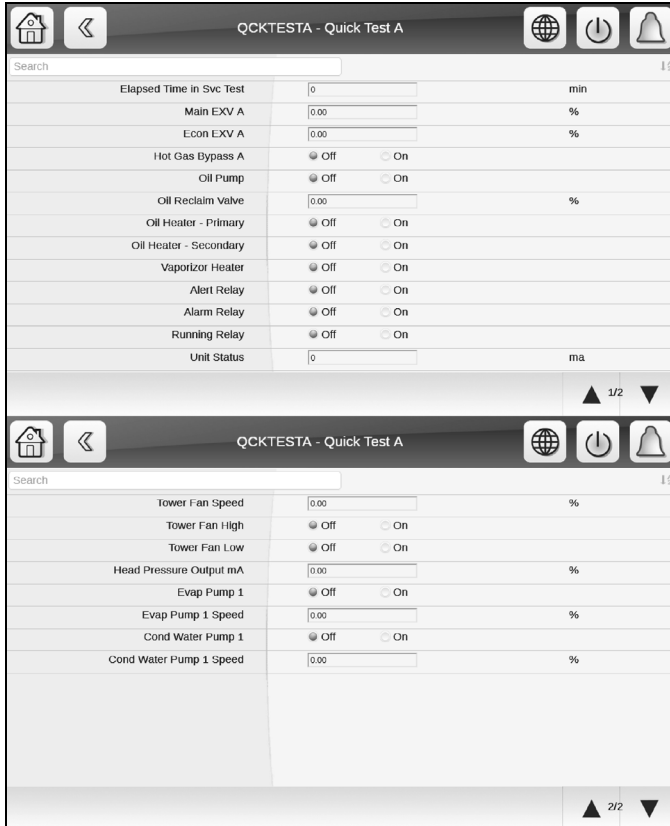 QCKTESTA - Quick Test A
Search
Elapsed Time in Svc Test 0 min
Main EXV A 0.00 %
Econ EXV A 0.00 %
Hot Gas Bypass A Off On
Oil Pump Off On
Oil Reclaim Valve 0.00 %
Oil Heater - Primary Off On
Oil Heater - Secondary Off On
Vaporizor Heater Off On
Alert Relay Off On
Alarm Relay Off On
Running Relay Off On
Unit Status 0 ma
1/2
QCKTESTA - Quick Test A
Search
Tower Fan Speed 0.00 %
Tower Fan High Off On
Tower Fan Low Off On
Head Pressure Output mA 0.00 %
Evap Pump 1 Off On
Evap Pump 1 Speed 0.00 %
Cond Water Pump 1 Off On
Cond Water Pump 1 Speed 0.00 %
2/2